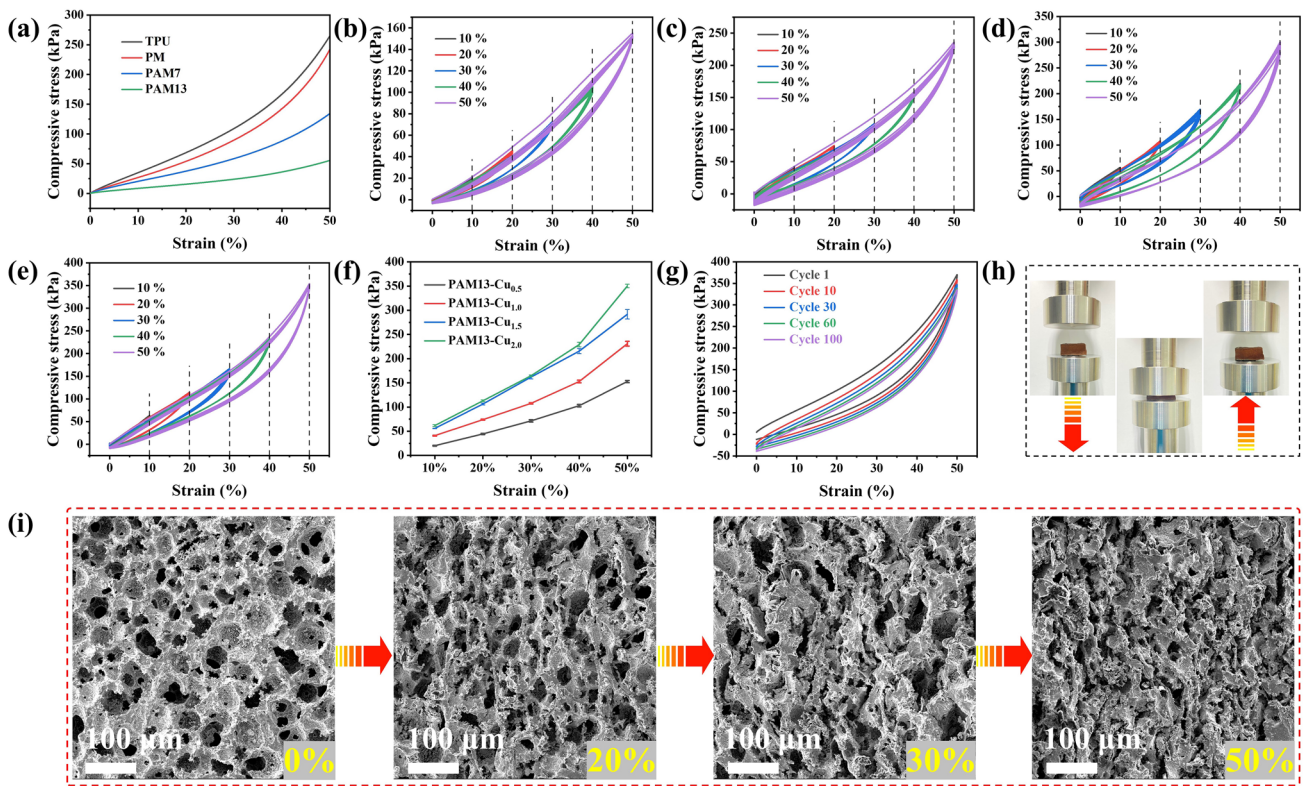 (a)
300
250
200
150
100
50
0
Compressive stress (kPa)
TPU
PM
PAM7
PAM13
0 10 20 30 40 50
Strain (%)
(b)
160
140
120
100
80
60
40
20
0
Compressive stress (kPa)
10 %
20 %
30 %
40 %
50 %
0 10 20 30 40 50
Strain (%)
(c)
250
200
150
100
50
0
Compressive stress (kPa)
10 %
20 %
30 %
40 %
50 %
0 10 20 30 40 50
Strain (%)
(d)
350
300
250
200
150
100
50
0
Compressive stress (kPa)
10 %
20 %
30 %
40 %
50 %
0 10 20 30 40 50
Strain (%)
(e)
400
350
300
250
200
150
100
50
0
Compressive stress (kPa)
10 %
20 %
30 %
40 %
50 %
0 10 20 30 40 50
Strain (%)
(f)
400
350
300
250
200
150
100
50
0
Compressive stress (kPa)
PAM13-Cu0.5
PAM13-Cu1.0
PAM13-Cu1.5
PAM13-Cu2.0
10% 20% 30% 40% 50%
Strain (%)
(g)
400
350
300
250
200
150
100
50
0
-50
Compressive stress (kPa)
Cycle 1
Cycle 10
Cycle 30
Cycle 60
Cycle 100
0 10 20 30 40 50
Strain (%)
(h)
(i)
100 μm
0%
100 μm
20%
100 μm
30%
100 μm
50%